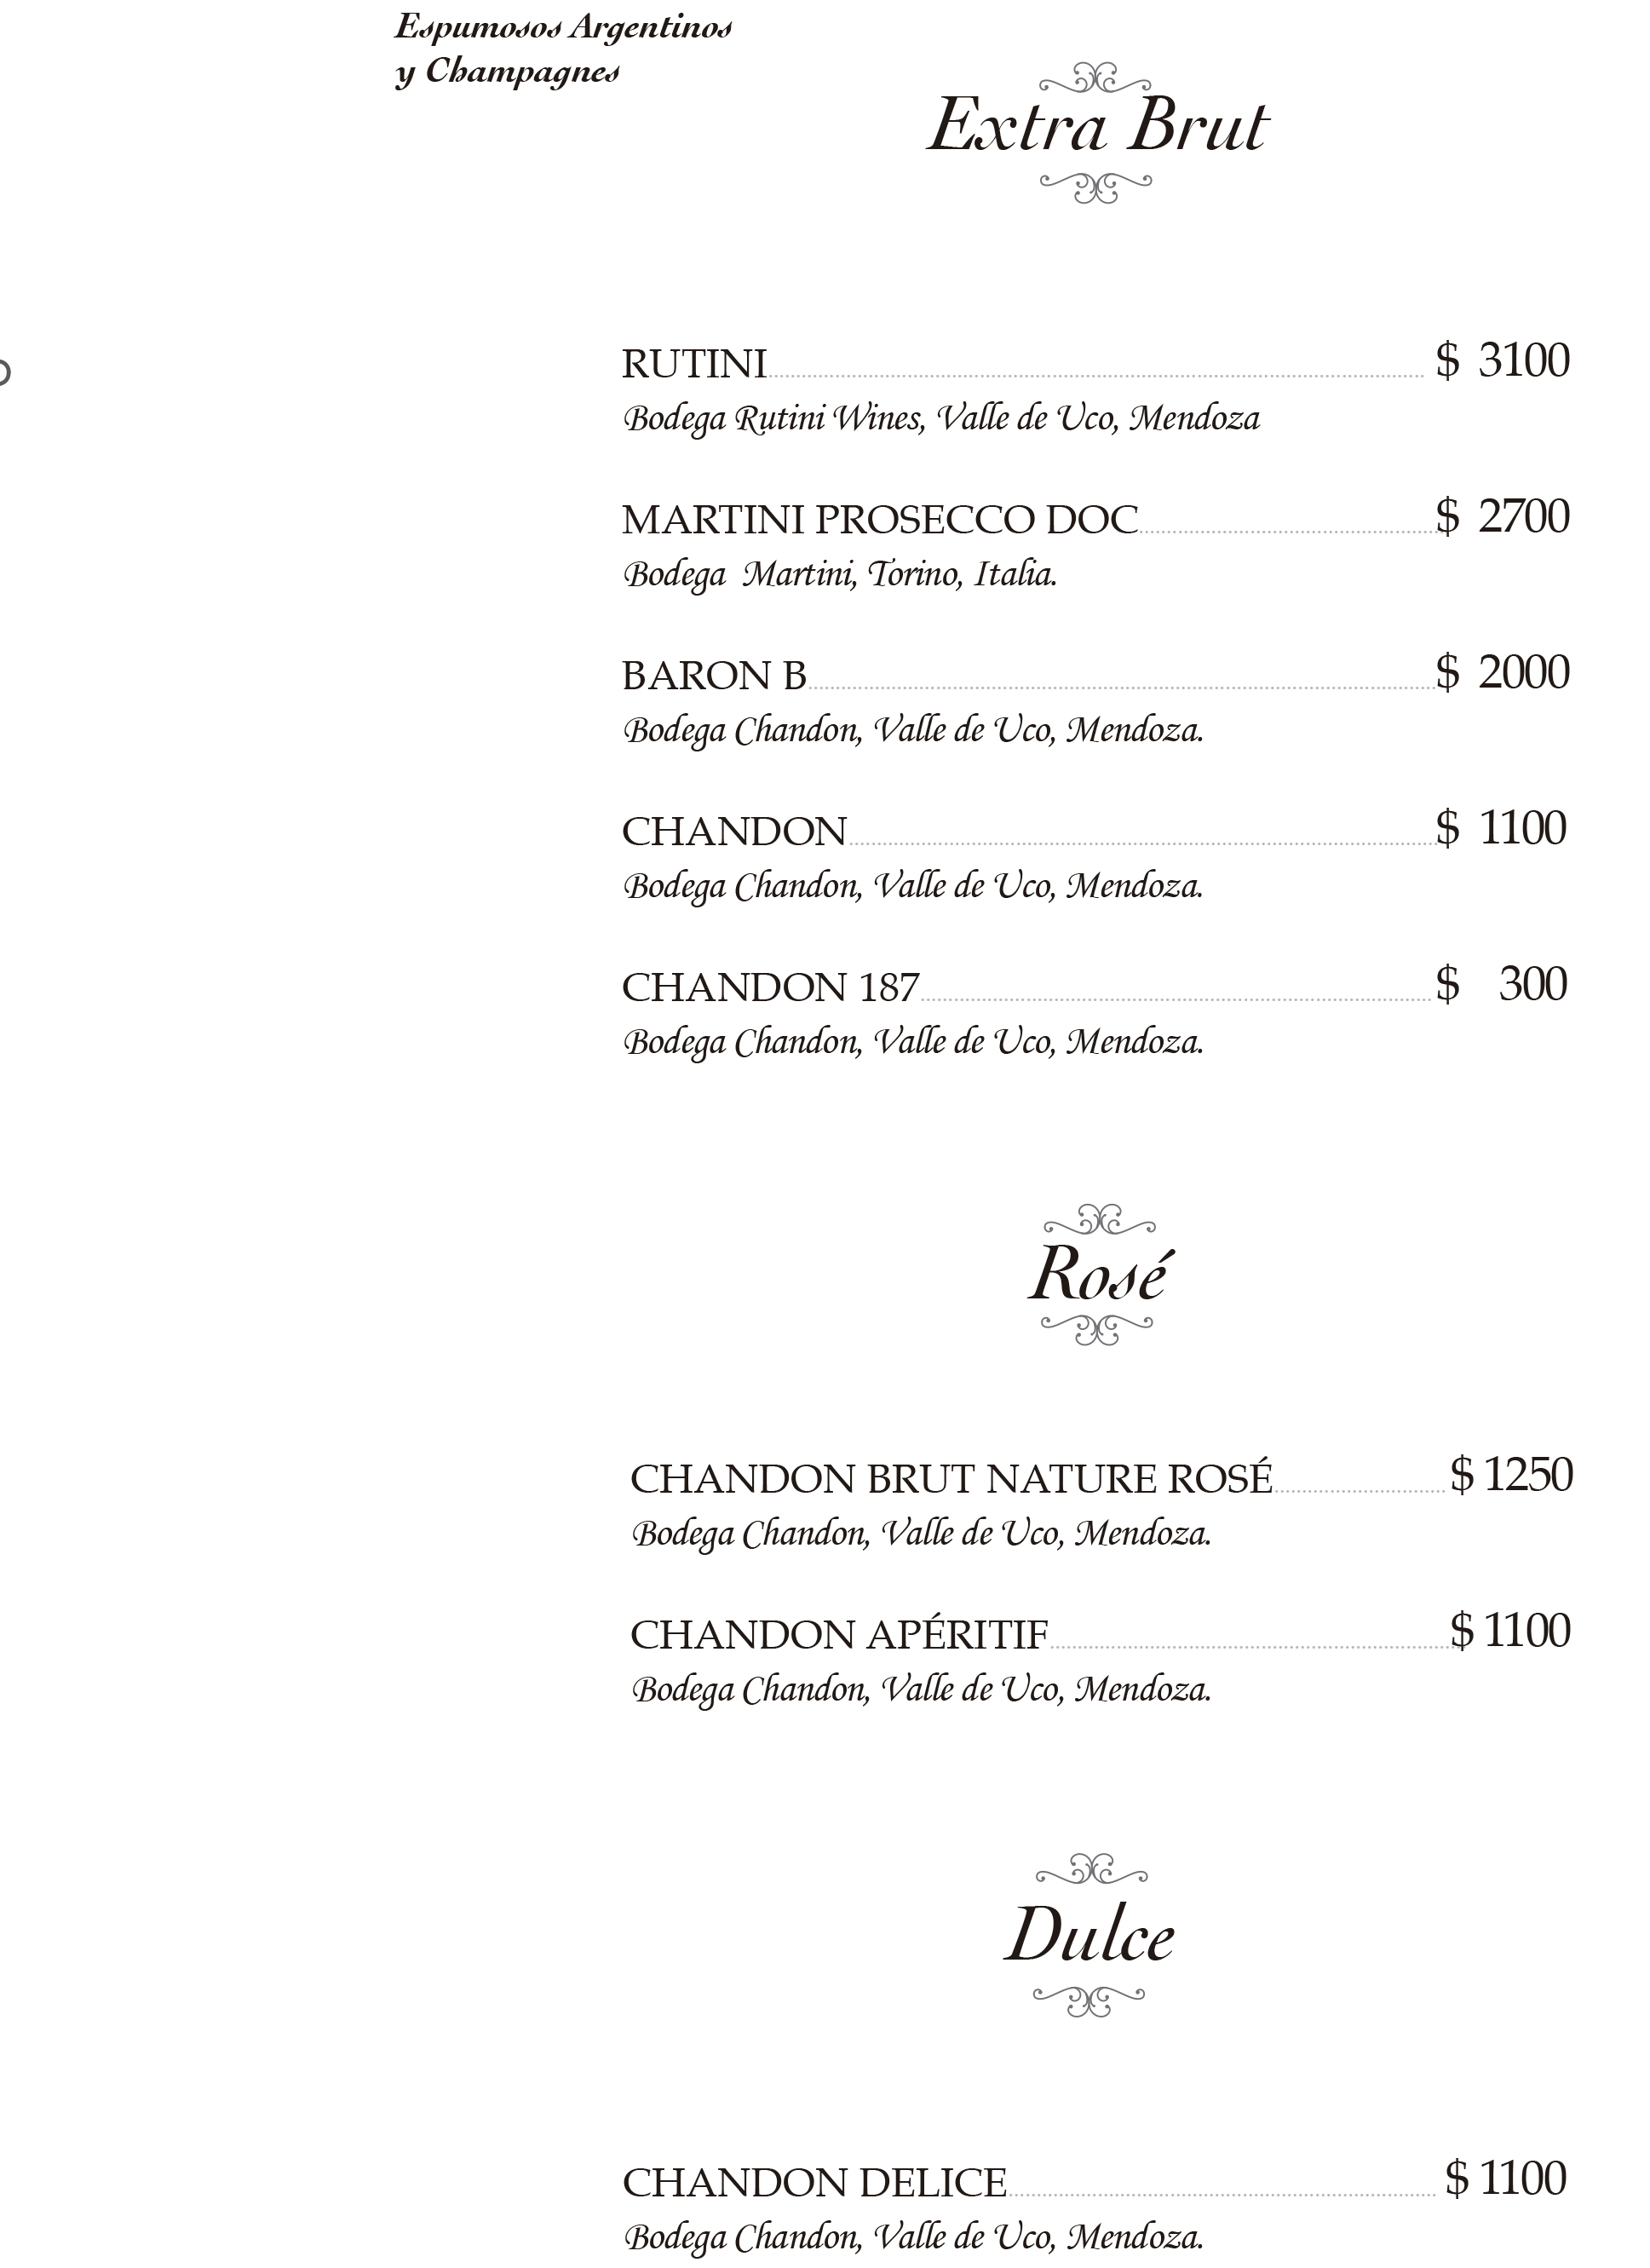 Espumosos Argentinos
y Champagnes
Extra Brut
RUTINI $ 3100
Bodega Rutini Wines, Valle de Uco, Mendoza
MARTINI PROSECCO DOC $ 2700
Bodega Martini, Torino, Italia.
BARON B $ 2000
Bodega Chandon, Valle de Uco, Mendoza.
CHANDON $ 1100
Bodega Chandon, Valle de Uco, Mendoza.
CHANDON 187 $ 300
Bodega Chandon, Valle de Uco, Mendoza.
Rosé
CHANDON BRUT NATURE ROSÉ $ 1250
Bodega Chandon, Valle de Uco, Mendoza.
CHANDON APÉRITIF $ 1100
Bodega Chandon, Valle de Uco, Mendoza.
Dulce
CHANDON DELICE $ 1100
Bodega Chandon, Valle de Uco, Mendoza.